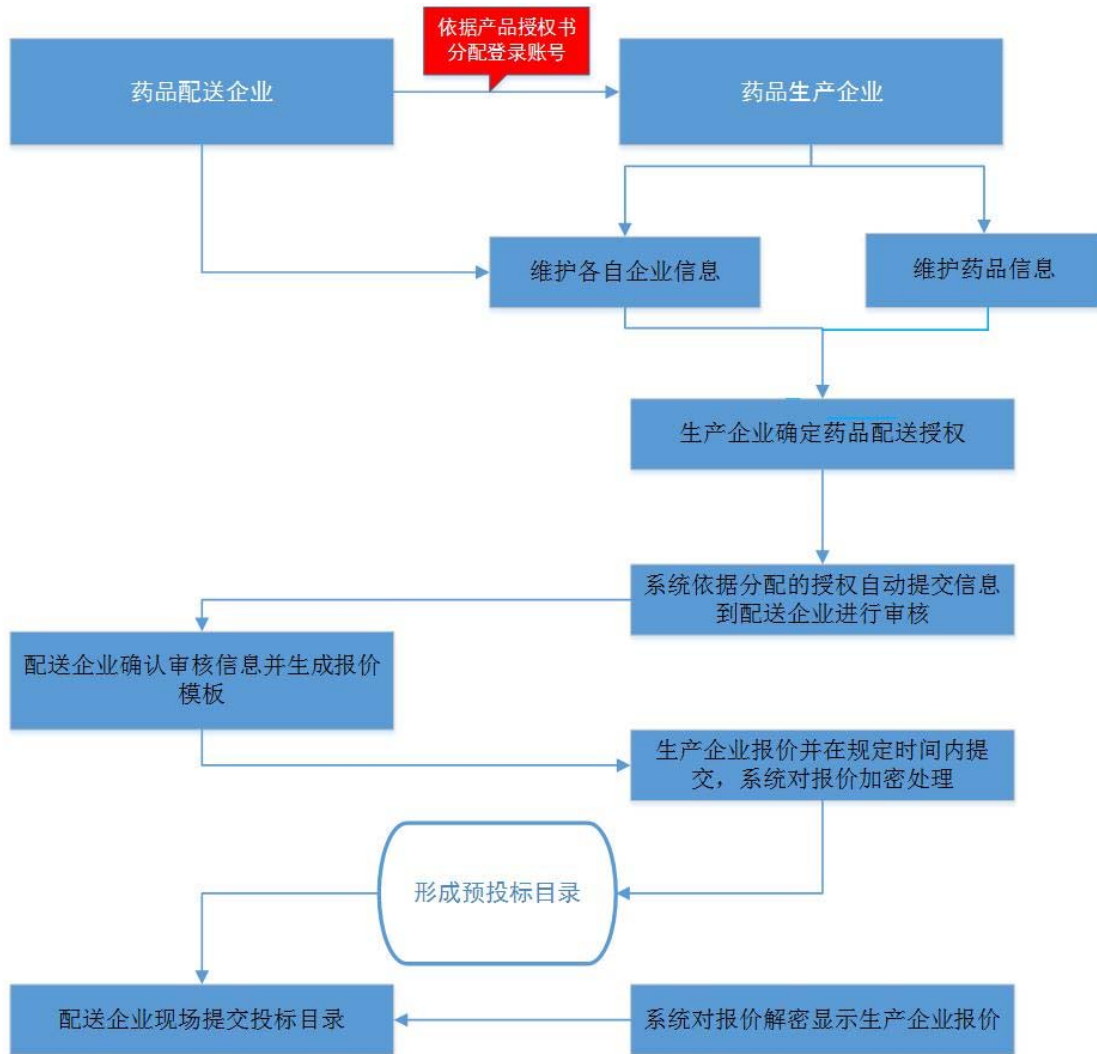 依据产品授权书
分配登录账号
药品配送企业
药品生产企业
维护各自企业信息
维护药品信息
生产企业确定药品配送授权
系统依据分配的授权自动提交信息
到配送企业进行审核
配送企业确认审核信息并生成报价
模板
生产企业报价并在规定时间内提
交，系统对报价加密处理
形成预投标目录
配送企业现场提交投标目录
系统对报价解密显示生产企业报价